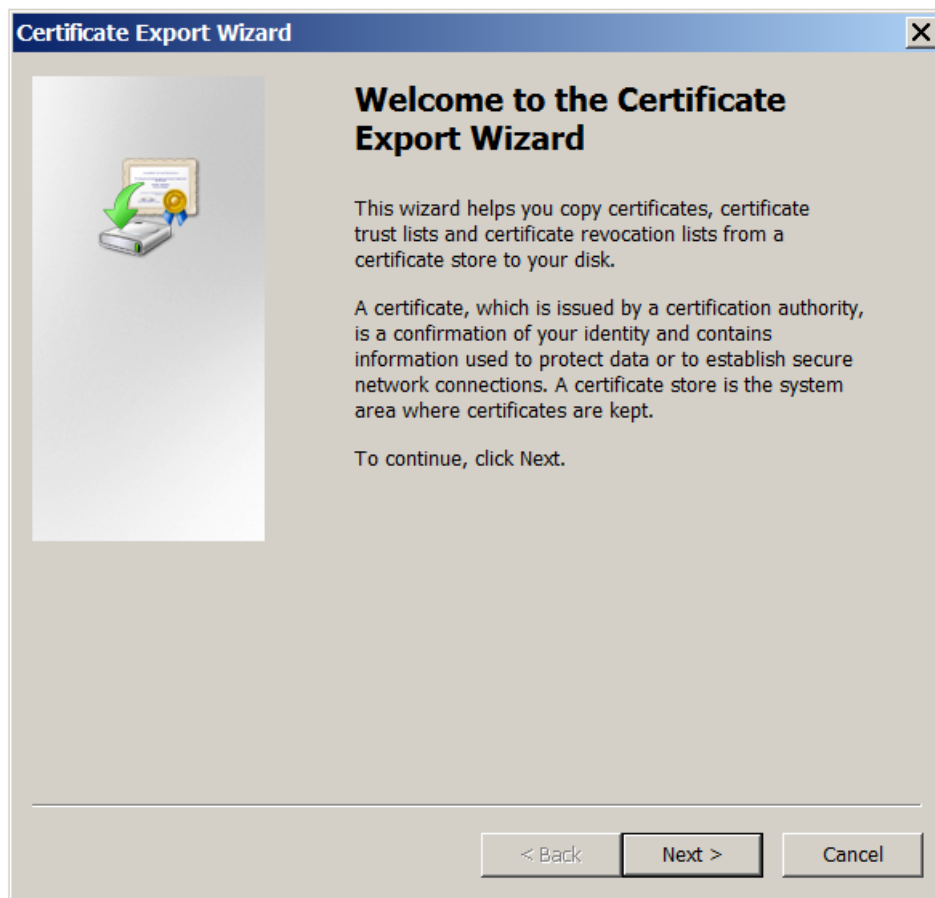 Certificate Export Wizard
Welcome to the Certificate
Export Wizard
This wizard helps you copy certificates, certificate
trust lists and certificate revocation lists from a
certificate store to your disk.
A certificate, which is issued by a certification authority,
is a confirmation of your identity and contains
information used to protect data or to establish secure
network connections. A certificate store is the system
area where certificates are kept.
To continue, click Next.
< Back Next > Cancel